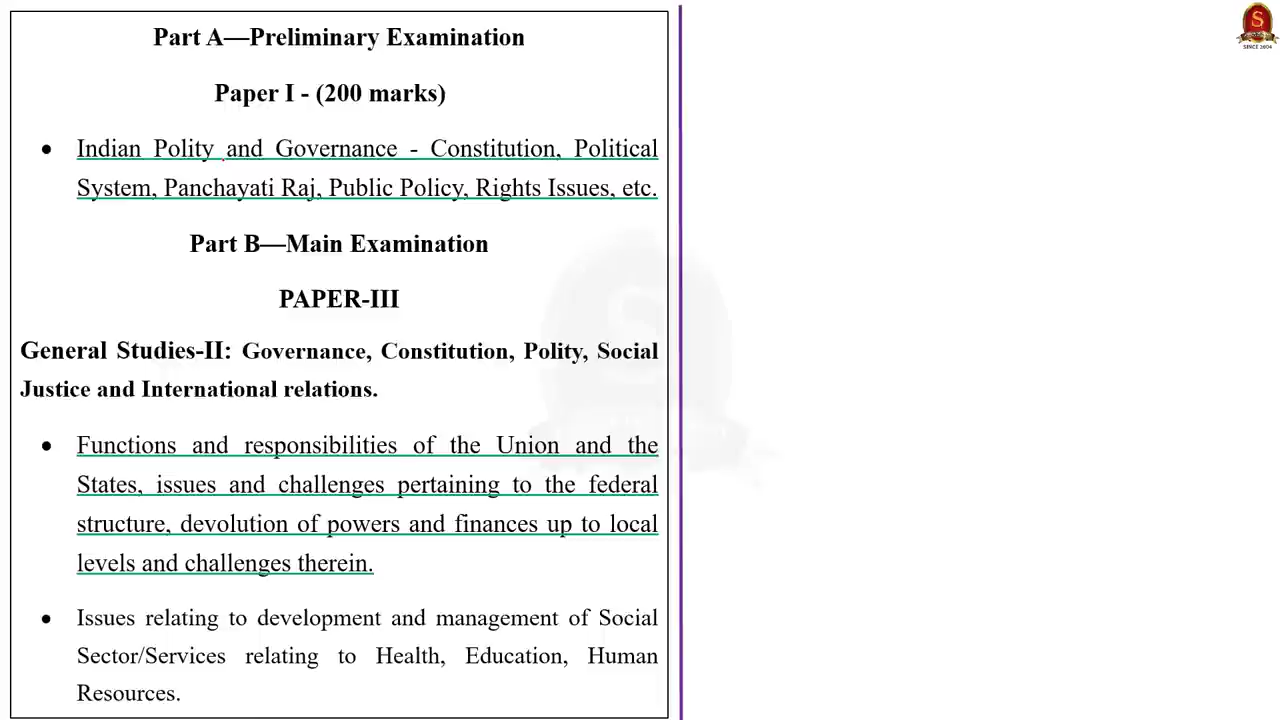 Part A—Preliminary Examination
Paper I - (200 marks)
• Indian Polity and Governance - Constitution, Political
System, Panchayati Raj, Public Policy, Rights Issues, etc.
Part B—Main Examination
PAPER-III
General Studies-II: Governance, Constitution, Polity, Social
Justice and International relations.
• Functions and responsibilities of the Union and the
States, issues and challenges pertaining to the federal
structure, devolution of powers and finances up to local
levels and challenges therein.
• Issues relating to development and management of Social
Sector/Services relating to Health, Education, Human
Resources.
S
SINCE 2004